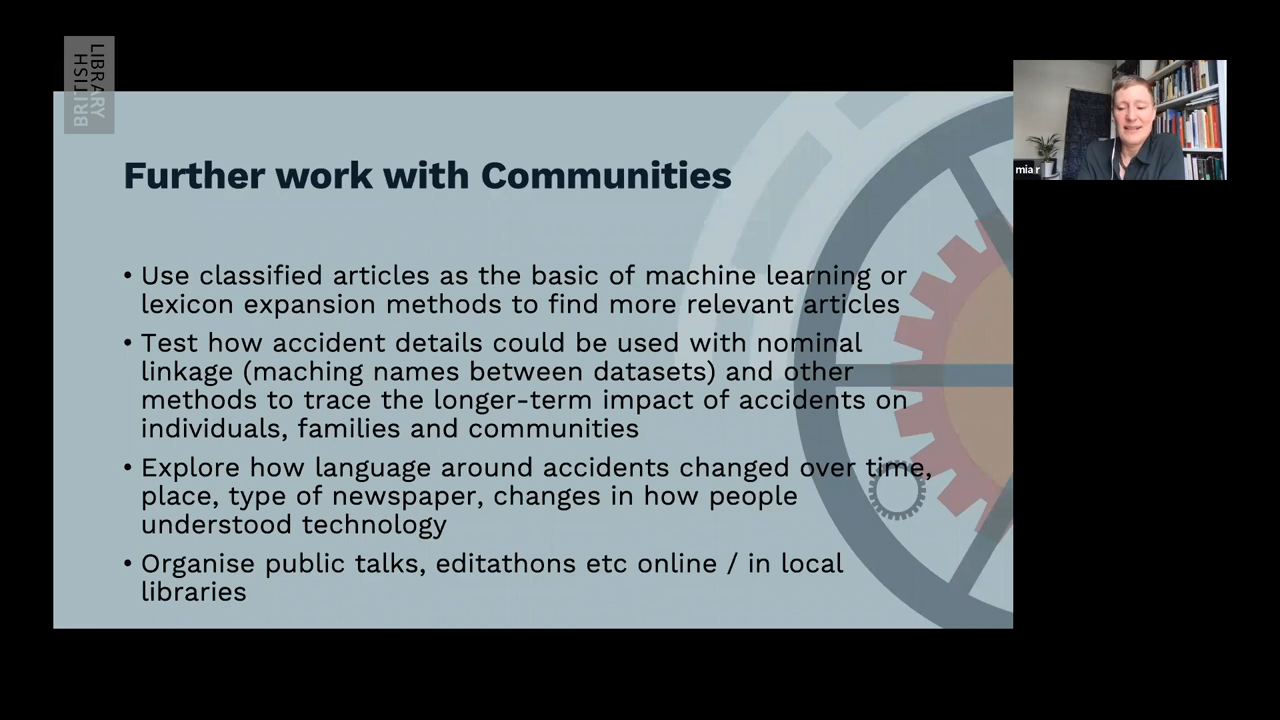 BRITISH
LIBRARY
Further work with Communities
• Use classified articles as the basic of machine learning or
lexicon expansion methods to find more relevant articles
• Test how accident details could be used with nominal
linkage (maching names between datasets) and other
methods to trace the longer-term impact of accidents on
individuals, families and communities
• Explore how language around accidents changed over time,
place, type of newspaper, changes in how people
understood technology
• Organise public talks, editathons etc online / in local
libraries
mia r